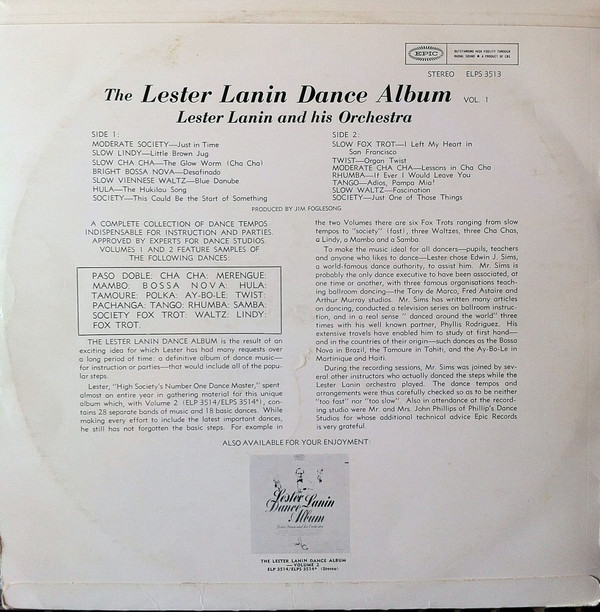 EPIC
OUTSTANDING HIGH FIDELITY THROUGH
RADIAL SOUND ● A PRODUCT OF CBS
STEREO ELPS 3513
The Lester Lanin Dance Album VOL. 1
Lester Lanin and his Orchestra
SIDE 1:
MODERATE SOCIETY—Just in Time
SLOW LINDY—Little Brown Jug
SLOW CHA CHA—The Glow Worm (Cha Cha)
BRIGHT BOSSA NOVA—Desafinado
SLOW VIENNESE WALTZ—Blue Danube
HULA—The Hukilau Song
SOCIETY—This Could Be the Start of Something
SIDE 2:
SLOW FOX TROT—I Left My Heart in
San Francisco
TWIST—Organ Twist
MODERATE CHA CHA—Lessons in Cha Cha
RHUMBA—If Ever I Would Leave You
TANGO—Adios, Pampa Mia!
SLOW WALTZ—Fascination
SOCIETY—Just One of Those Things
PRODUCED BY JIM FOGLESONG
A COMPLETE COLLECTION OF DANCE TEMPOS
INDISPENSABLE FOR INSTRUCTION AND PARTIES.
APPROVED BY EXPERTS FOR DANCE STUDIOS.
VOLUMES 1 AND 2 FEATURE SAMPLES OF
THE FOLLOWING DANCES:
PASO DOBLE: CHA CHA: MERENGUE:
MAMBO: BOSSA NOVA: HULA:
TAMOURE: POLKA: AY-BO-LE: TWIST:
PACHANGA: TANGO: RHUMBA: SAMBA:
SOCIETY FOX TROT: WALTZ: LINDY:
FOX TROT.
THE LESTER LANIN DANCE ALBUM is the result of an
exciting idea for which Lester has had many requests over
a long period of time: a definitive album of dance music—
for instruction or parties—that would include all of the popu-
lar steps.
Lester, "High Society's Number One Dance Master," spent
almost an entire year in gathering material for this unique
album which, with Volume 2 (ELP 3514/ELPS 3514*), con-
tains 28 separate bands of music and 18 basic dances. While
making every effort to include the latest important dances,
he still has not forgotten the basic steps. For example in
the two Volumes there are six Fox Trots ranging from slow
tempos to "society" (fast), three Waltzes, three Cha Chas,
a Lindy, a Mambo and a Samba.
To make the music ideal for all dancers—pupils, teachers
and anyone who likes to dance—Lester chose Edwin J. Sims,
a world-famous dance authority, to assist him. Mr. Sims is
probably the only dance executive to have been associated, at
one time or another, with three famous organisations teach-
ing ballroom dancing—the Tony de Marco, Fred Astaire and
Arthur Murray studios. Mr. Sims has written many articles
on dancing, conducted a television series on ballroom instruc-
tion, and in a real sense " danced around the world" three
times with his well known partner, Phyllis Rodriguez. His
extensive travels have enabled him to study at first hand—
and in the countries of their origin—such dances as the Bossa
Nova in Brazil, the Tamoure in Tahiti, and the Ay-Bo-Le in
Martinique and Haiti.
During the recording sessions, Mr. Sims was joined by sev-
eral other instructors who actually danced the steps while the
Lester Lanin orchestra played. The dance tempos and
arrangements were thus carefully checked so as to be neither
"too fast" nor "too slow". Also in attendance at the record-
ing studio were Mr. and Mrs. John Phillips of Phillip's Dance
Studios for whose additional technical advice Epic Records
is very grateful.
ALSO AVAILABLE FOR YOUR ENJOYMENT:
Lester Lanin
Dance
Album
THE LESTER LANIN DANCE ALBUM
VOLUME 2
ELP 3514/ELPS 3514* (Stereo)